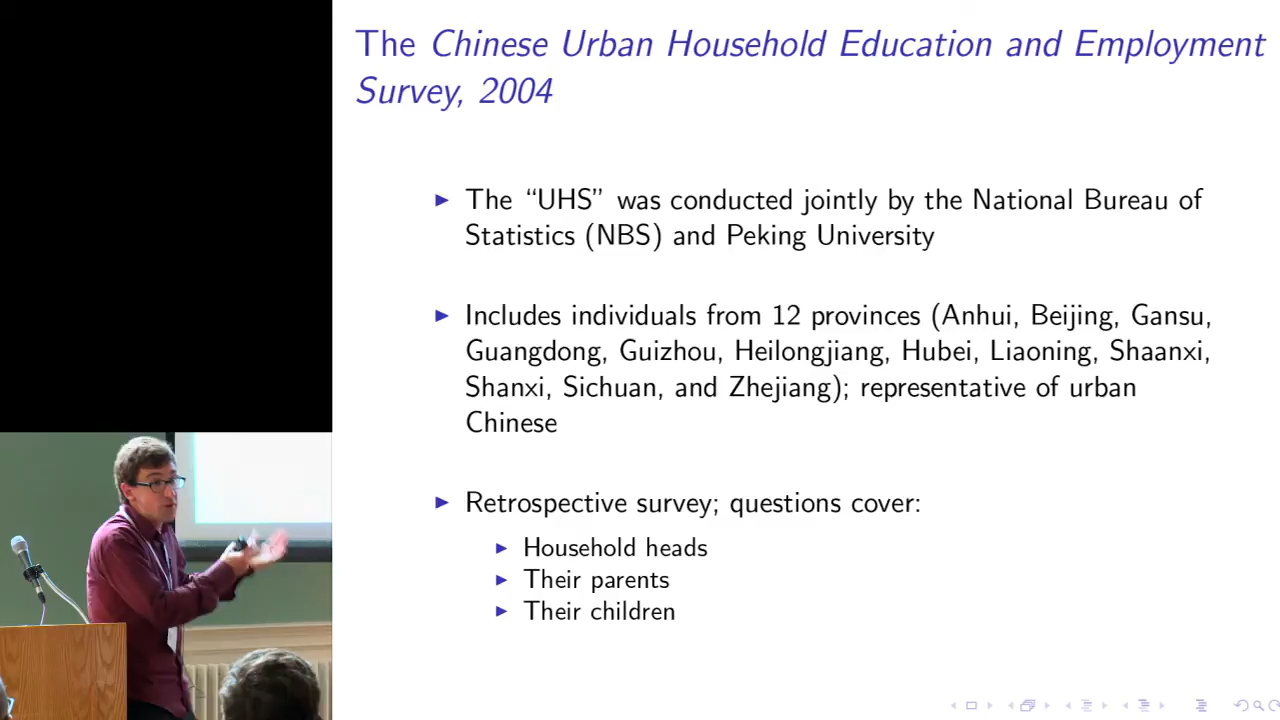 The Chinese Urban Household Education and Employment
Survey, 2004
The “UHS” was conducted jointly by the National Bureau of
Statistics (NBS) and Peking University
Includes individuals from 12 provinces (Anhui, Beijing, Gansu,
Guangdong, Guizhou, Heilongjiang, Hubei, Liaoning, Shaanxi,
Shanxi, Sichuan, and Zhejiang); representative of urban
Chinese
Retrospective survey; questions cover:
Household heads
Their parents
Their children